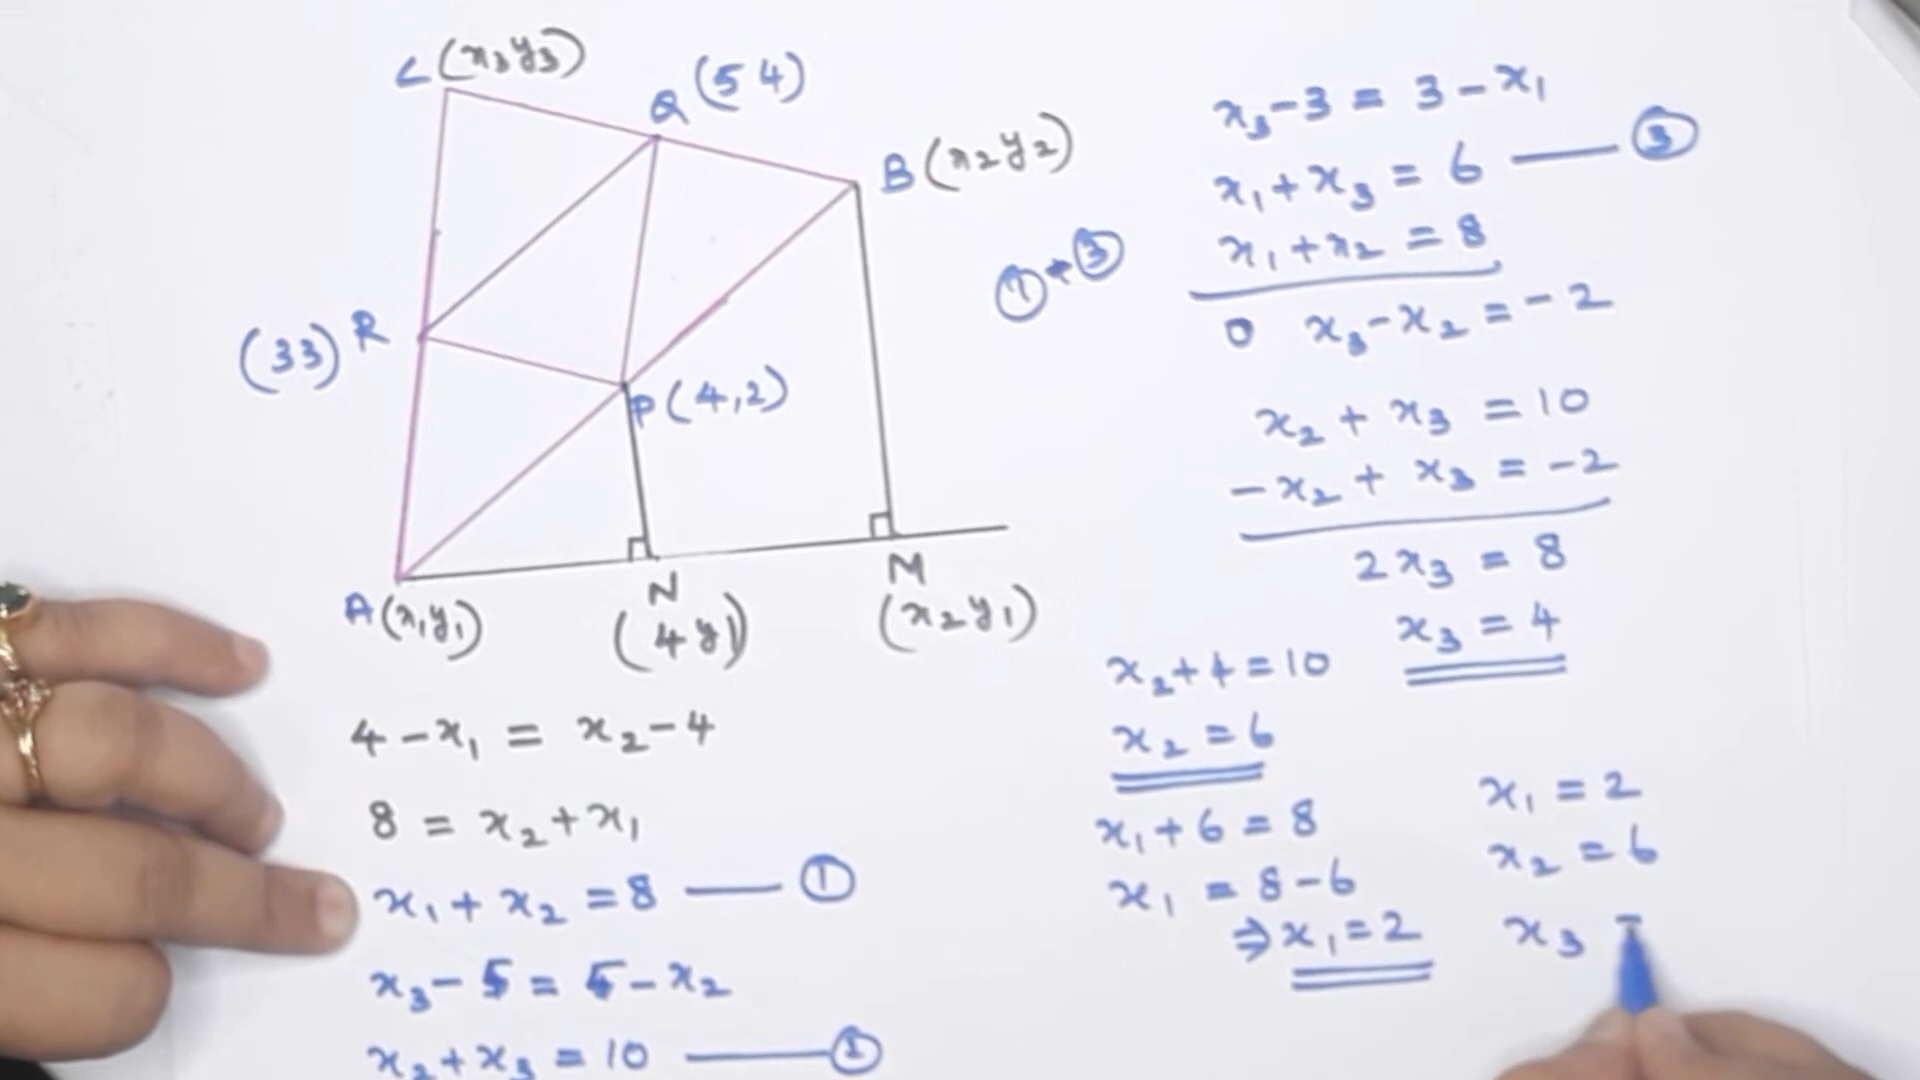 C (x₃y₃)
Q (5 4)
B (x₂y₂)
(33) R
P (4,2)
A (x₁y₁)
N
(4 y₁)
M
(x₂y₁)
4 - x₁ = x₂ - 4
8 = x₂ + x₁
x₁ + x₂ = 8 —— ①
x₃ - 5 = 5 - x₂
x₂ + x₃ = 10 —— ②
x₃ - 3 = 3 - x₁
x₁ + x₃ = 6 —— ③
x₁ + x₂ = 8
① ③
0 x₃ - x₂ = -2
x₂ + x₃ = 10
-x₂ + x₃ = -2
2x₃ = 8
x₃ = 4
x₂ + 4 = 10
x₂ = 6
x₁ + 6 = 8
x₁ = 8 - 6
⇒ x₁ = 2
x₁ = 2
x₂ = 6
x₃